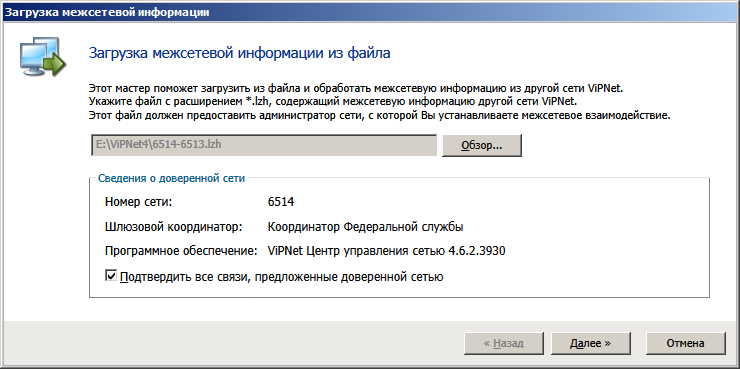 Загрузка межсетевой информации
Загрузка межсетевой информации из файла
Этот мастер поможет загрузить из файла и обработать межсетевую информацию из другой сети ViPNet.
Укажите файл с расширением *.lzh, содержащий межсетевую информацию другой сети ViPNet.
Этот файл должен предоставить администратор сети, с которой Вы устанавливаете межсетевое взаимодействие.
E:\ViPNet4\6514-6513.lzh Обзор...
Сведения о доверенной сети
Номер сети: 6514
Шлюзовой координатор: Координатор Федеральной службы
Программное обеспечение: ViPNet Центр управления сетью 4.6.2.3930
Подтвердить все связи, предложенные доверенной сетью
« Назад Далее » Отмена